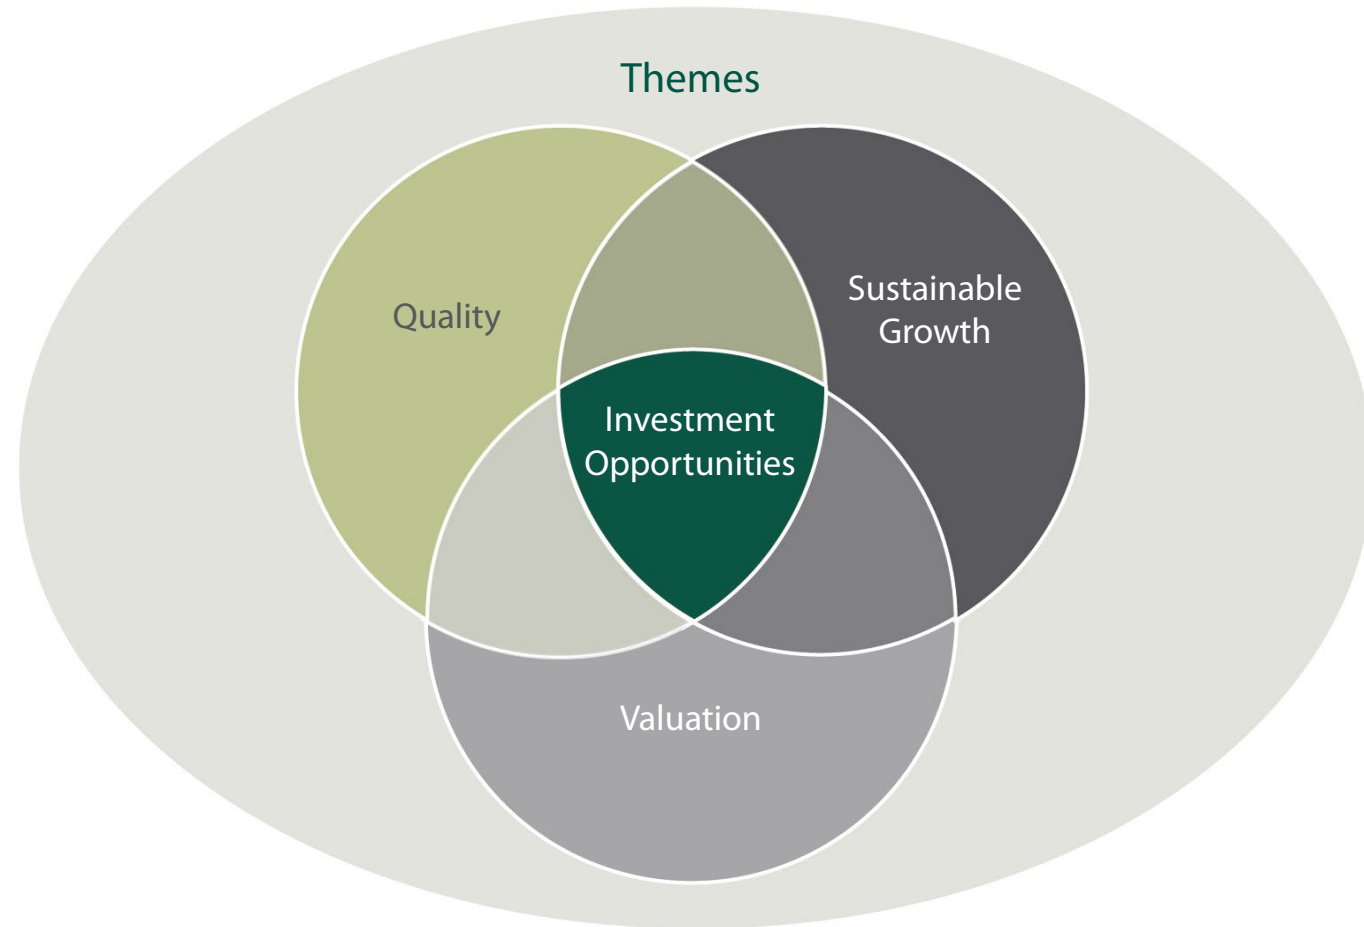 Themes
Quality
Sustainable
Growth
Investment
Opportunities
Valuation